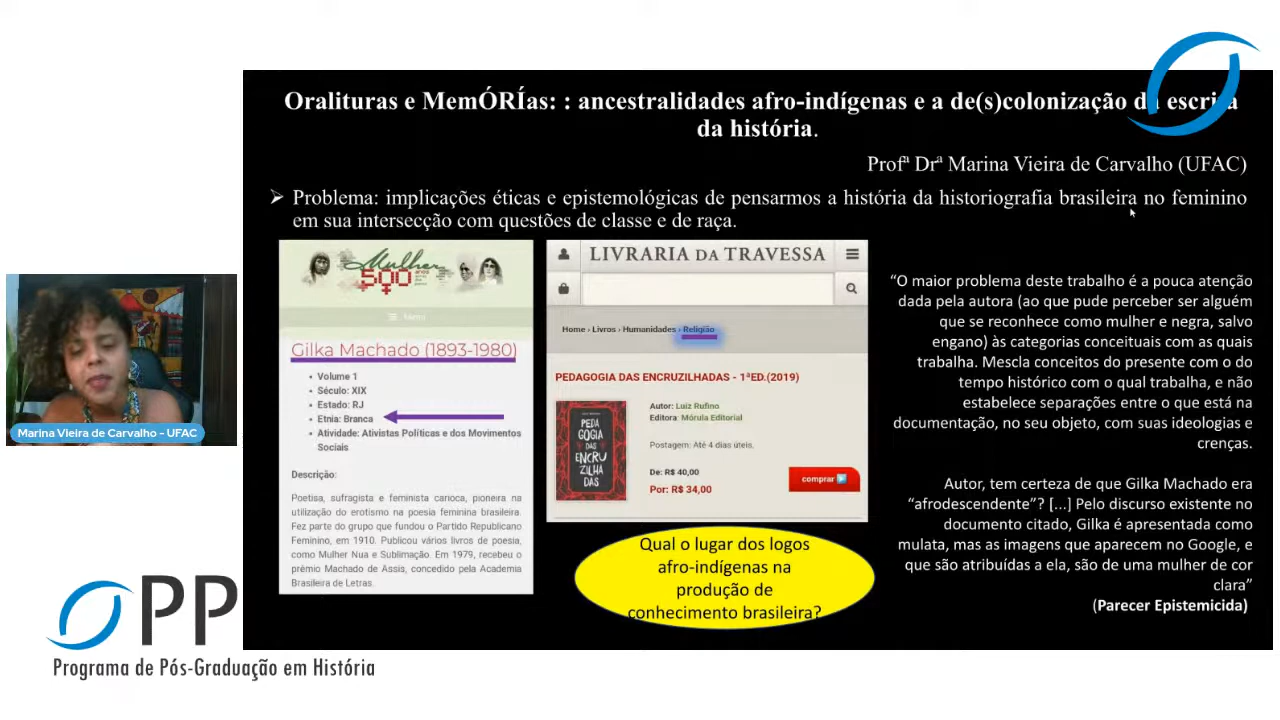 Oralituras e MemÓRÍas: : ancestralidades afro-indígenas e a de(s)colonização da escrita
da história.
Profª Drª Marina Vieira de Carvalho (UFAC)
Problema: implicações éticas e epistemológicas de pensarmos a história da historiografia brasileira no feminino
em sua intersecção com questões de classe e de raça.
Mulher
500
anos
Menu
Gilka Machado (1893-1980)
• Volume 1
• Século: XIX
• Estado: RJ
• Etnia: Branca
• Atividade: Ativistas Políticas e dos Movimentos
Sociais
Descrição:
Poetisa, sufragista e feminista carioca, pioneira na
utilização do erotismo na poesia feminina brasileira.
Fez parte do grupo que fundou o Partido Republicano
Feminino, em 1910. Publicou vários livros de poesia,
como Mulher Nua e Sublimação. Em 1979, recebeu o
prêmio Machado de Assis, concedido pela Academia
Brasileira de Letras.
LIVRARIA DA TRAVESSA
Home › Livros › Humanidades › Religião
PEDAGOGIA DAS ENCRUZILHADAS - 1ªED.(2019)
PEDA
GOGIA
DAS
ENCRU
ZILHA
DAS
Autor: Luiz Rufino
Editora: Mórula Editorial
Postagem: Até 4 dias úteis.
De: R$ 40,00
Por: R$ 34,00
comprar
Qual o lugar dos logos
afro-indígenas na
produção de
conhecimento brasileira?
“O maior problema deste trabalho é a pouca atenção
dada pela autora (ao que pude perceber ser alguém
que se reconhece como mulher e negra, salvo
engano) às categorias conceituais com as quais
trabalha. Mescla conceitos do presente com o do
tempo histórico com o qual trabalha, e não
estabelece separações entre o que está na
documentação, no seu objeto, com suas ideologias e
crenças.
Autor, tem certeza de que Gilka Machado era
“afrodescendente”? [...] Pelo discurso existente no
documento citado, Gilka é apresentada como
mulata, mas as imagens que aparecem no Google, e
que são atribuídas a ela, são de uma mulher de cor
clara”
(Parecer Epistemicida)
Marina Vieira de Carvalho - UFAC
PP
Programa de Pós-Graduação em História